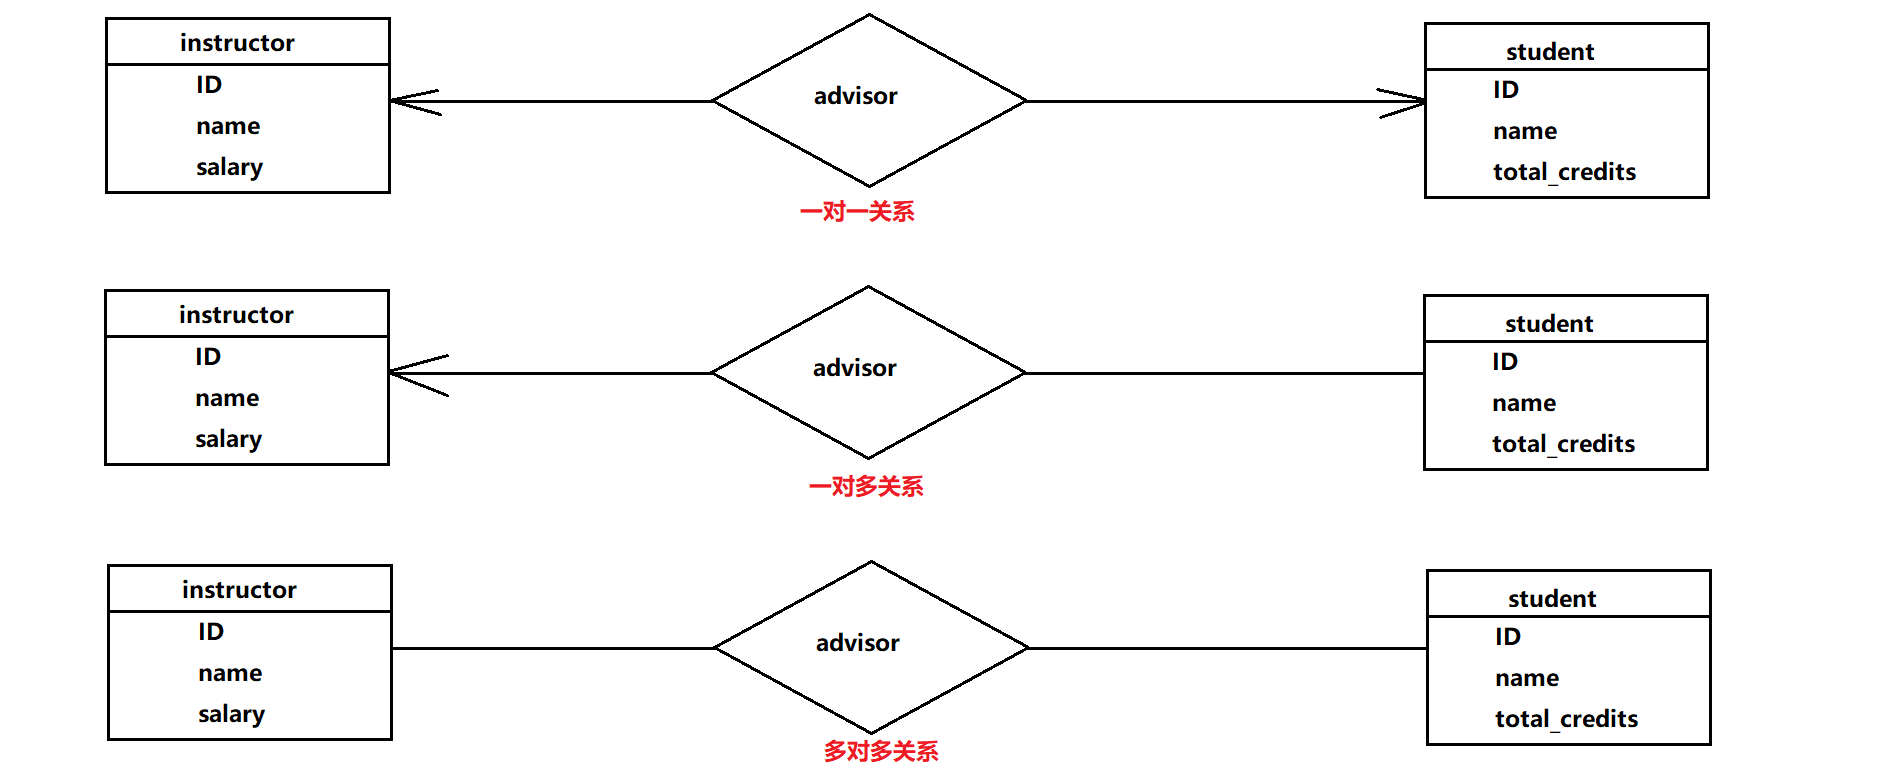 instructor
ID
name
salary
advisor
student
ID
name
total_credits
一对一关系
instructor
ID
name
salary
advisor
student
ID
name
total_credits
一对多关系
instructor
ID
name
salary
advisor
student
ID
name
total_credits
多对多关系